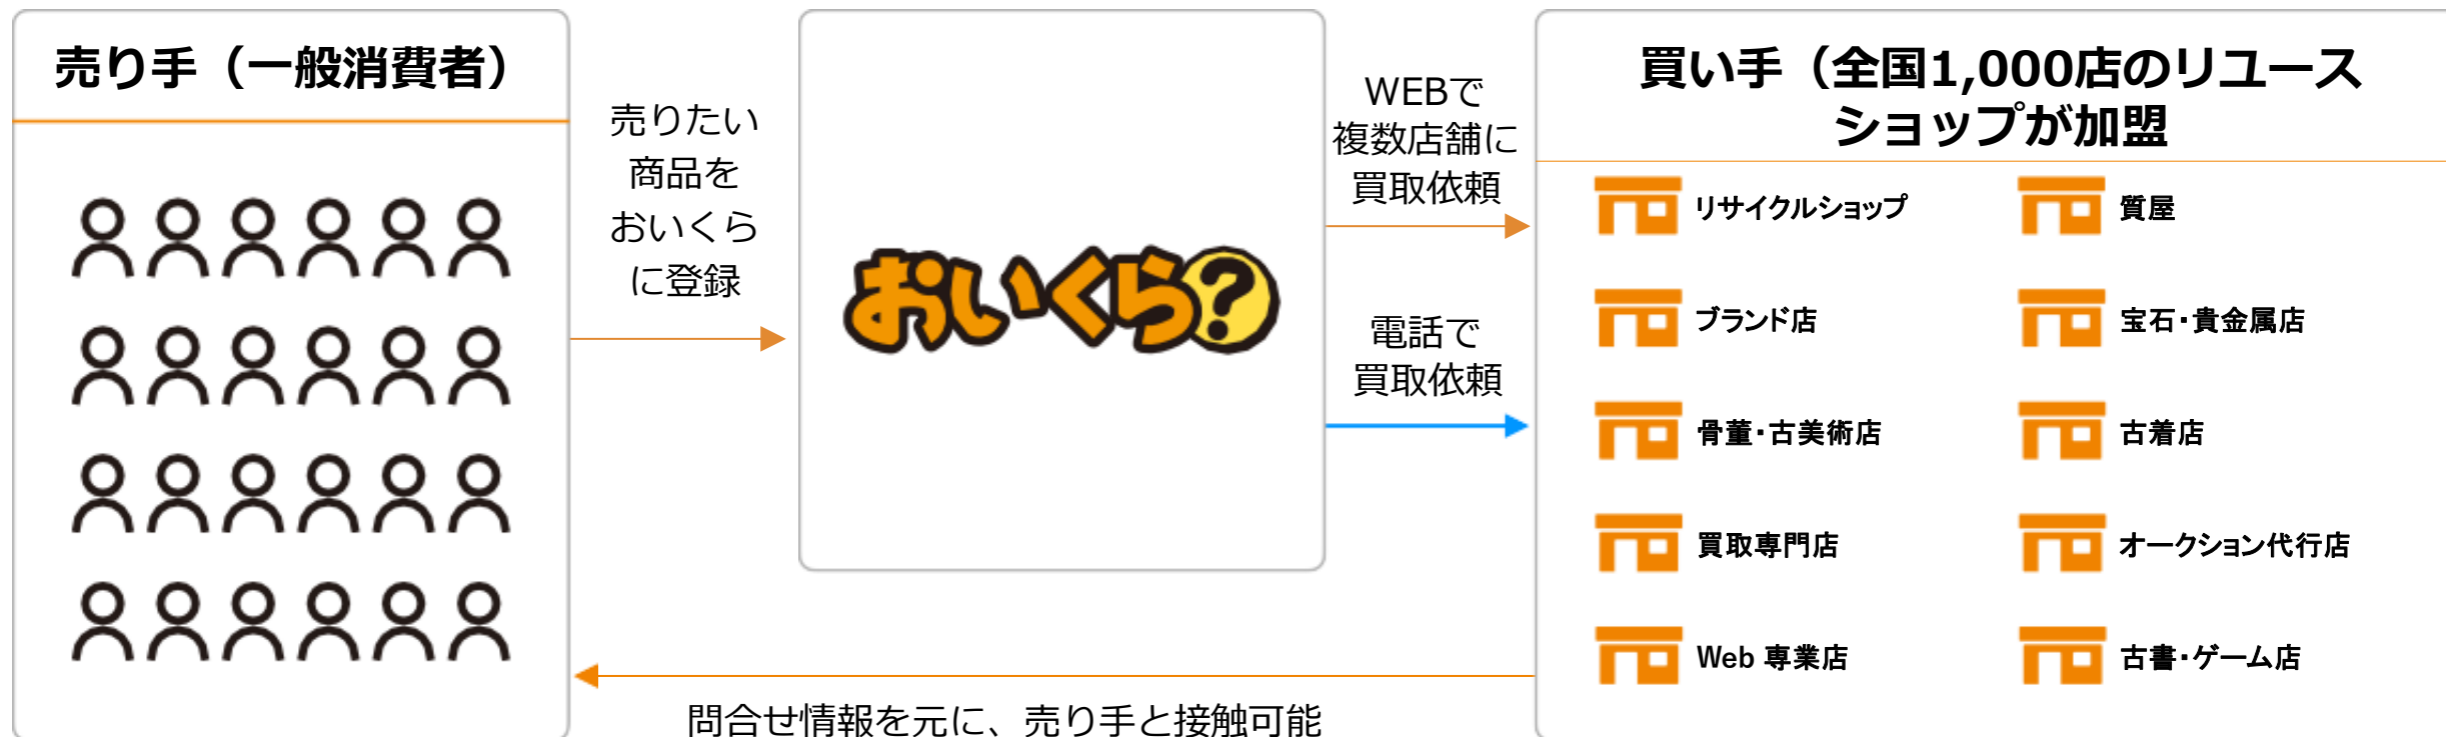 売り手（一般消費者）
売りたい
商品を
おいくら
に登録
おいくら?
WEBで
複数店舗に
買取依頼
電話で
買取依頼
買い手（全国1,000店のリユース
ショップが加盟
リサイクルショップ
質屋
ブランド店
宝石・貴金属店
骨董・古美術店
古着店
買取専門店
オークション代行店
Web 専業店
古書・ゲーム店
問合せ情報を元に、売り手と接触可能